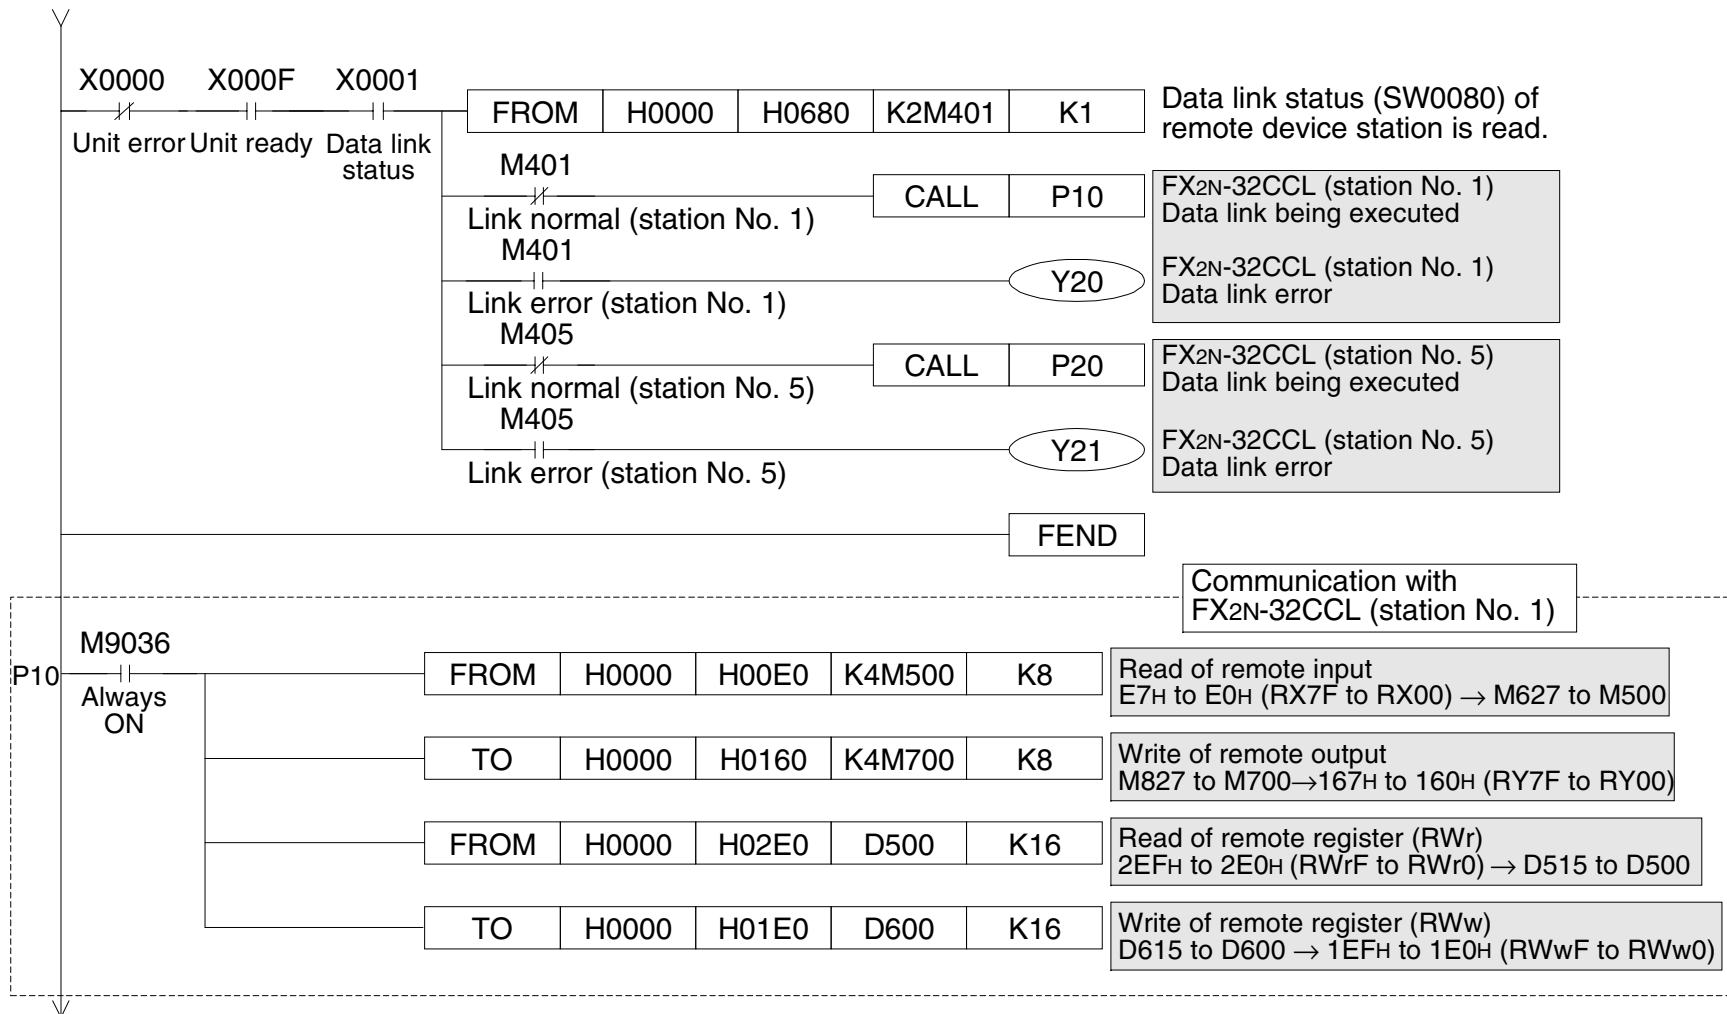 X0000 X000F X0001
FROM H0000 H0680 K2M401 K1
Data link status (SW0080) of
remote device station is read.
Unit error Unit ready Data link
status
M401
CALL P10
FX2N-32CCL (station No. 1)
Data link being executed
Link normal (station No. 1)
M401
Y20
FX2N-32CCL (station No. 1)
Data link error
Link error (station No. 1)
M405
CALL P20
FX2N-32CCL (station No. 5)
Data link being executed
Link normal (station No. 5)
M405
Y21
FX2N-32CCL (station No. 5)
Data link error
Link error (station No. 5)
FEND
Communication with
FX2N-32CCL (station No. 1)
M9036
P10
Always
ON
FROM H0000 H00E0 K4M500 K8
Read of remote input
E7H to E0H (RX7F to RX00) → M627 to M500
TO H0000 H0160 K4M700 K8
Write of remote output
M827 to M700→167H to 160H (RY7F to RY00)
FROM H0000 H02E0 D500 K16
Read of remote register (RWr)
2EFH to 2E0H (RWrF to RWr0) → D515 to D500
TO H0000 H01E0 D600 K16
Write of remote register (RWw)
D615 to D600 → 1EFH to 1E0H (RWwF to RWw0)